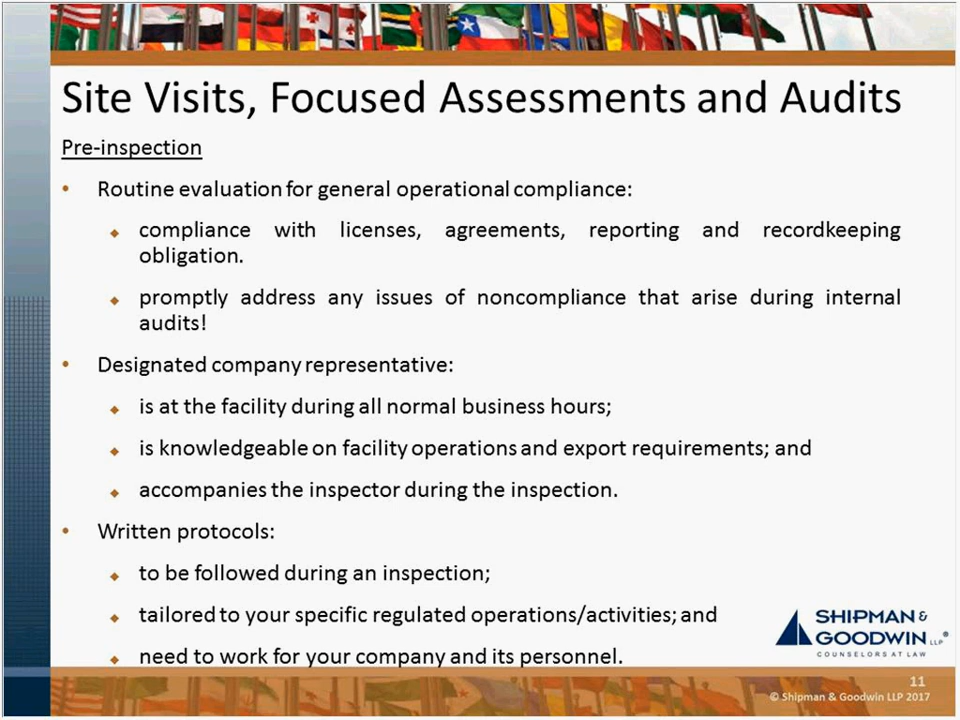 Site Visits, Focused Assessments and Audits
Pre-inspection
• Routine evaluation for general operational compliance:
◆ compliance with licenses, agreements, reporting and recordkeeping
obligation.
◆ promptly address any issues of noncompliance that arise during internal
audits!
• Designated company representative:
◆ is at the facility during all normal business hours;
◆ is knowledgeable on facility operations and export requirements; and
◆ accompanies the inspector during the inspection.
• Written protocols:
◆ to be followed during an inspection;
◆ tailored to your specific regulated operations/activities; and
◆ need to work for your company and its personnel.
SHIPMAN &
GOODWIN LLP®
COUNSELORS AT LAW
11
© Shipman & Goodwin LLP 2017